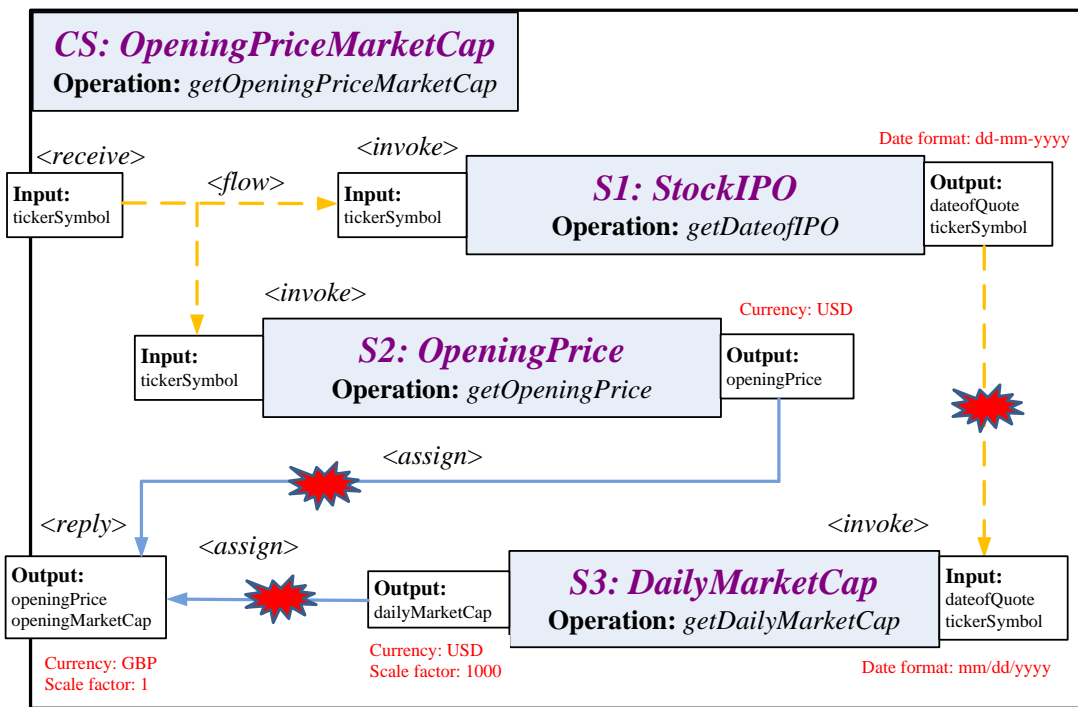 CS: OpeningPriceMarketCap
Operation: getOpeningPriceMarketCap
<receive>
Input:
tickerSymbol
<flow>
<invoke>
Input:
tickerSymbol
S1: StockIPO
Operation: getDateofIPO
Date format: dd-mm-yyyy
Output:
dateofQuote
tickerSymbol
<invoke>
Input:
tickerSymbol
S2: OpeningPrice
Operation: getOpeningPrice
Currency: USD
Output:
openingPrice
<assign>
<reply>
Output:
openingPrice
openingMarketCap
Currency: GBP
Scale factor: 1
<assign>
Output:
dailyMarketCap
Currency: USD
Scale factor: 1000
S3: DailyMarketCap
Operation: getDailyMarketCap
<invoke>
Input:
dateofQuote
tickerSymbol
Date format: mm/dd/yyyy